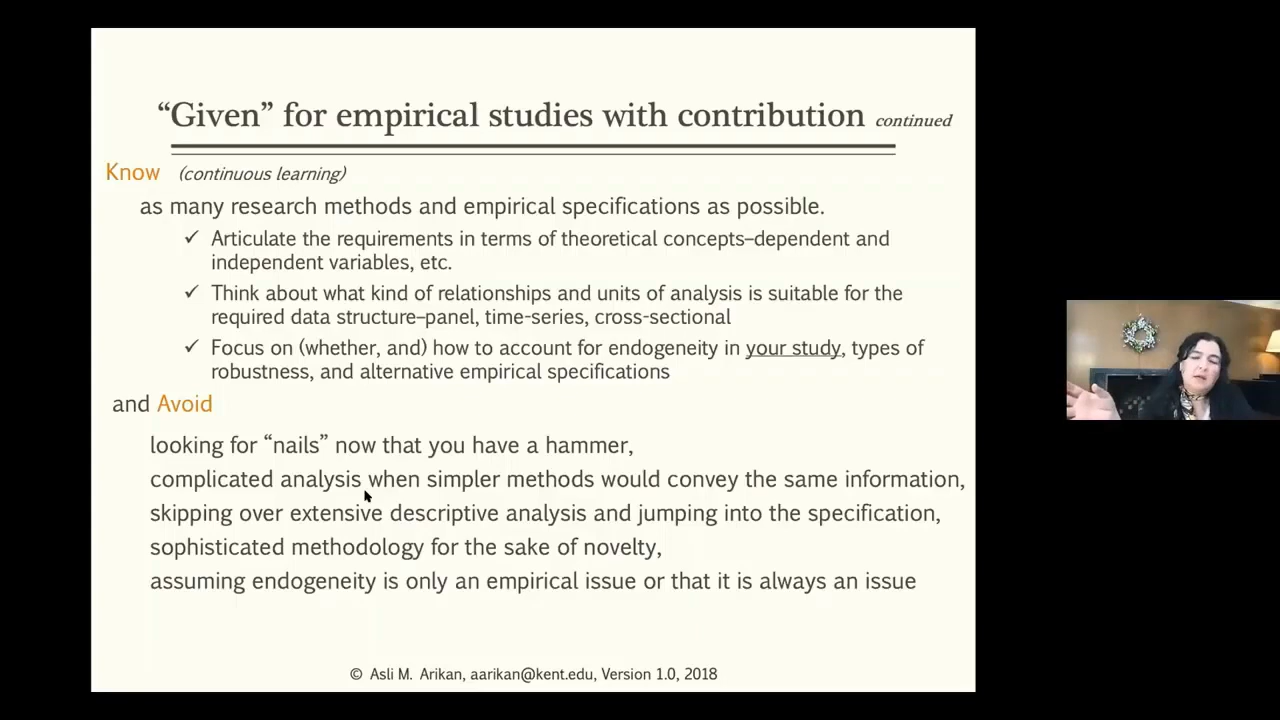 “Given” for empirical studies with contribution continued
Know (continuous learning)
as many research methods and empirical specifications as possible.
✓ Articulate the requirements in terms of theoretical concepts–dependent and
independent variables, etc.
✓ Think about what kind of relationships and units of analysis is suitable for the
required data structure–panel, time-series, cross-sectional
✓ Focus on (whether, and) how to account for endogeneity in your study, types of
robustness, and alternative empirical specifications
and Avoid
looking for “nails” now that you have a hammer,
complicated analysis when simpler methods would convey the same information,
skipping over extensive descriptive analysis and jumping into the specification,
sophisticated methodology for the sake of novelty,
assuming endogeneity is only an empirical issue or that it is always an issue
© Asli M. Arikan, aarikan@kent.edu, Version 1.0, 2018